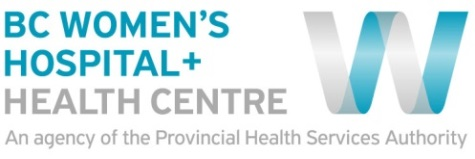 BC WOMEN'S
HOSPITAL+
HEALTH CENTRE
An agency of the Provincial Health Services Authority